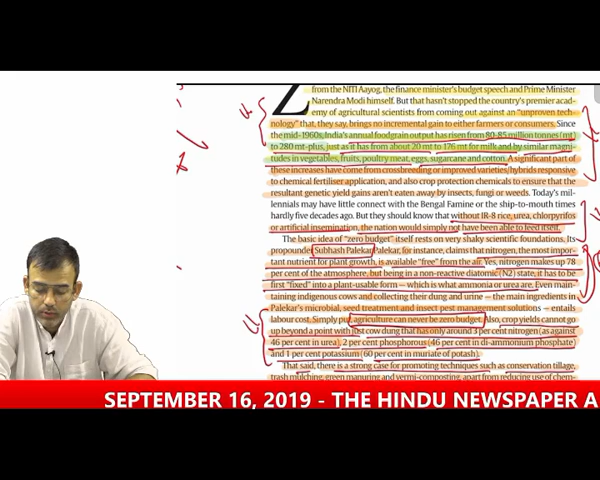 from the NITI Aayog, the finance minister's budget speech and Prime Minister
Z Narendra Modi himself. But that hasn't stopped the country's premier acad-
emy of agricultural scientists from coming out against an "unproven tech-
nology" that, they say, brings no incremental gain to either farmers or consumers. Since
the mid-1960s, India's annual foodgrain output has risen from 80-85 million tonnes (mt)
to 280 mt-plus, just as it has from about 20 mt to 176 mt for milk and by similar magni-
tudes in vegetables, fruits, poultry meat, eggs, sugarcane and cotton. A significant part of
these increases have come from crossbreeding or improved varieties/hybrids responsive
to chemical fertiliser application, and also crop protection chemicals to ensure that the
resultant genetic yield gains aren't eaten away by insects, fungi or weeds. Today's mil-
lennials may have little connect with the Bengal Famine or the ship-to-mouth times
hardly five decades ago. But they should know that without IR-8 rice, urea, chlorpyrifos
or artificial insemination, the nation would simply not have been able to feed itself.
The basic idea of "zero budget" itself rests on very shaky scientific foundations. Its
propounder Subhash Palekar, for instance, claims that nitrogen, the most impor-
tant nutrient for plant growth, is available "free" from the air. Yes, nitrogen makes up 78
per cent of the atmosphere, but being in a non-reactive diatomic (N2) state, it has to be
first "fixed" into a plant-usable form – which is what ammonia or urea are. Even main-
taining indigenous cows and collecting their dung and urine – the main ingredients in
Palekar's microbial, seed treatment and insect pest management solutions – entails
labour cost. Simply put, agriculture can never be zero budget. Also, crop yields cannot go
up beyond a point with just cow dung that has only around 3 per cent nitrogen (as against
46 per cent in urea), 2 per cent phosphorous (46 per cent in di-ammonium phosphate)
and 1 per cent potassium (60 per cent in muriate of potash).
That said, there is a strong case for promoting techniques such as conservation tillage,
trash mulching, green manuring and vermi-composting, apart from reducing use of chem-
SEPTEMBER 16, 2019 - THE HINDU NEWSPAPER A